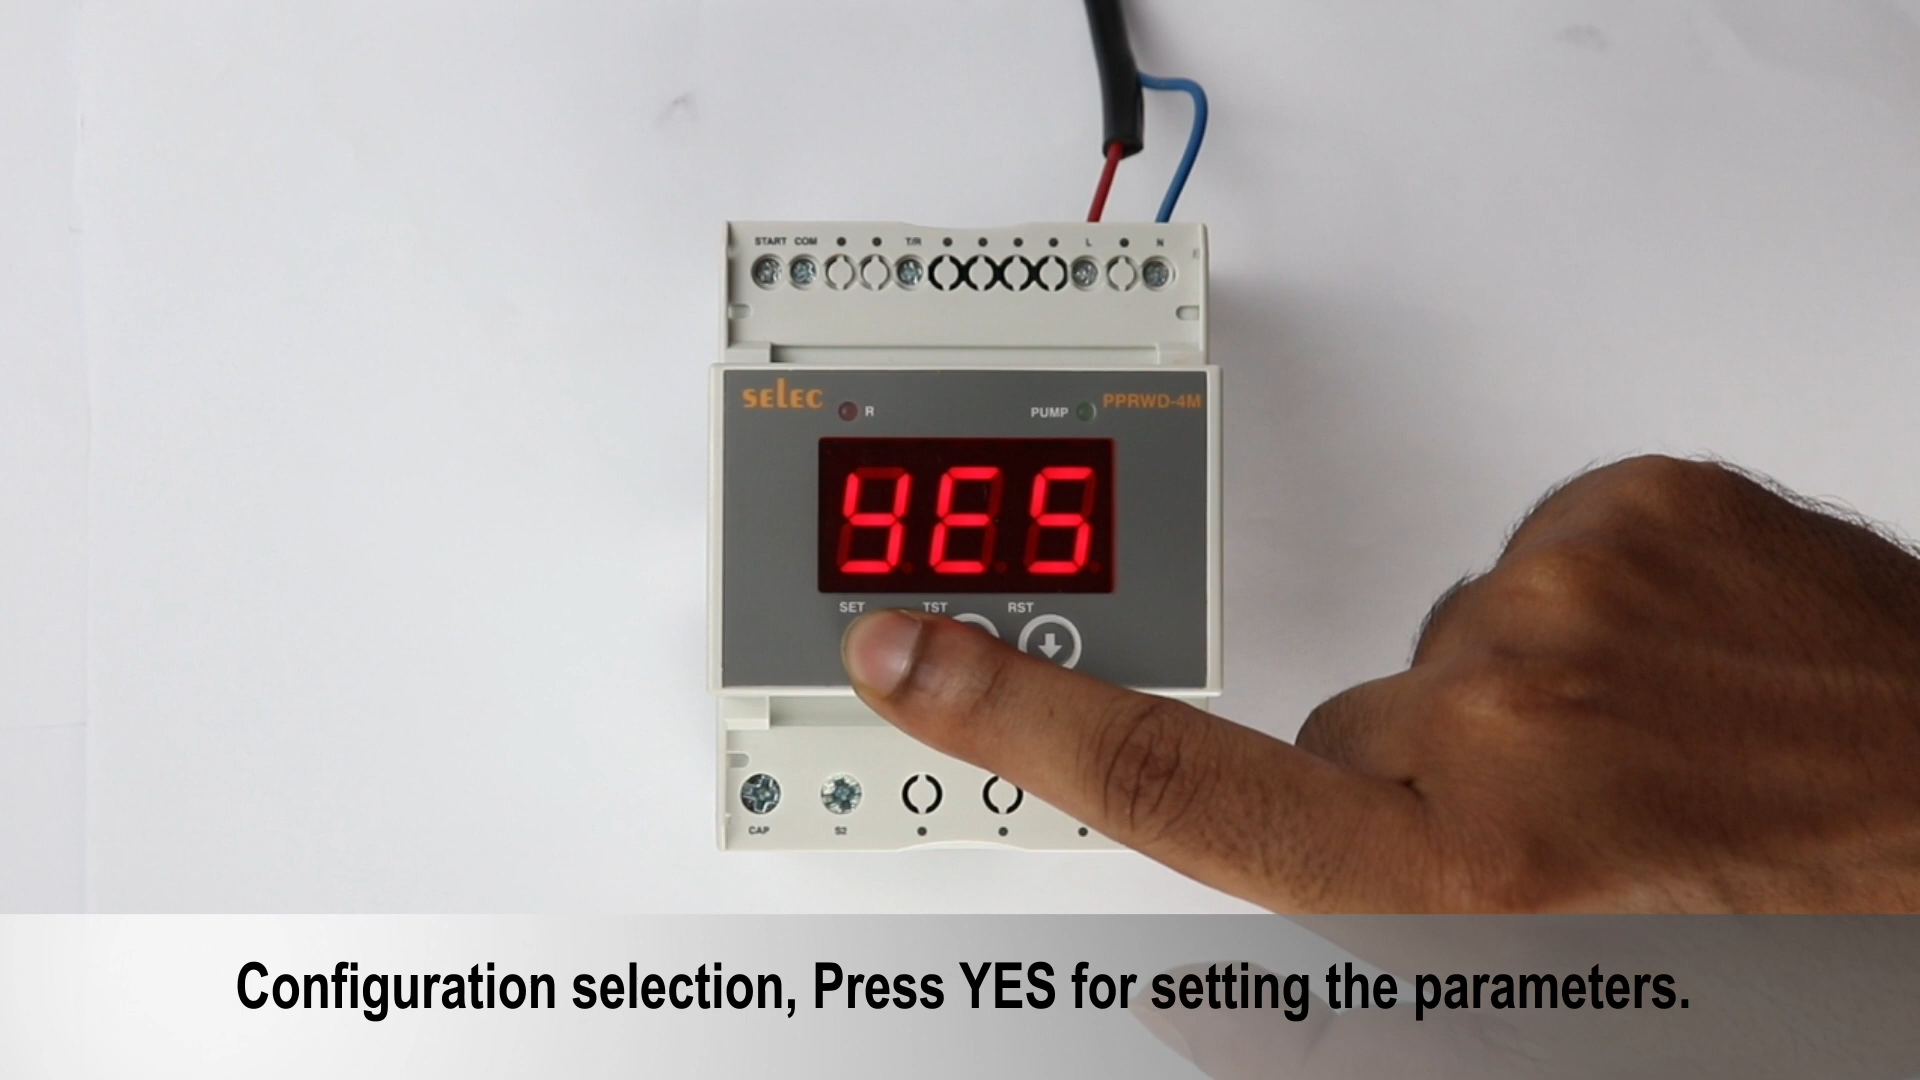 START COM T/R L N
SELEC
R
PUMP
PPRWD-4M
YES
SET TST RST
CAP S2
Configuration selection, Press YES for setting the parameters.